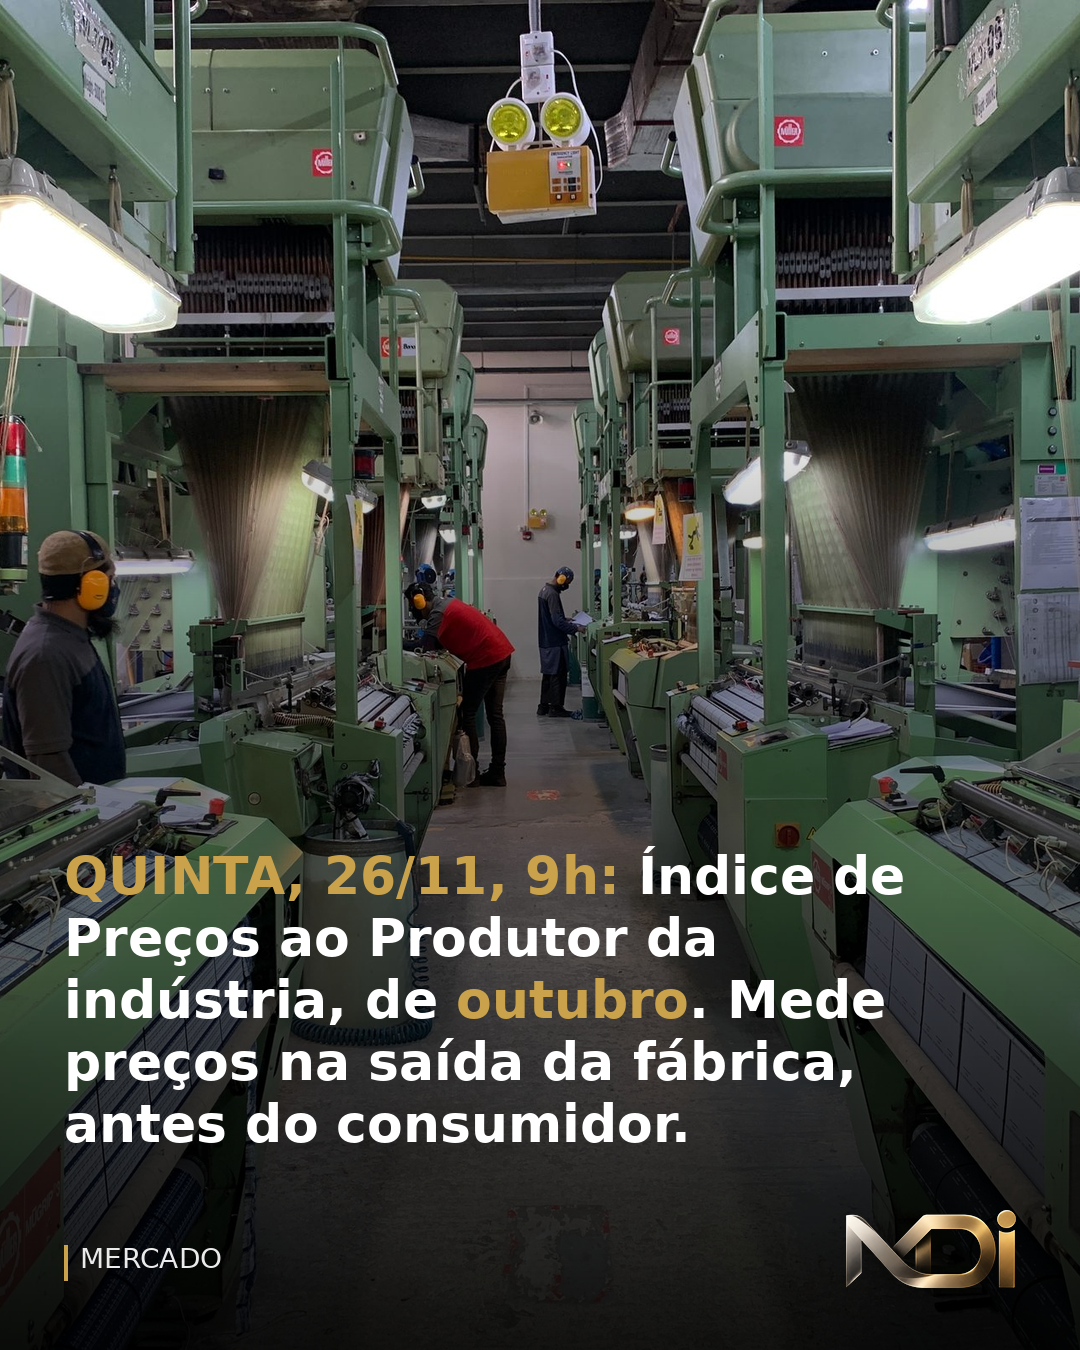 QUINTA, 26/11, 9h: Índice de
Preços ao Produtor da
indústria, de outubro. Mede
preços na saída da fábrica,
antes do consumidor.
MERCADO
MDi